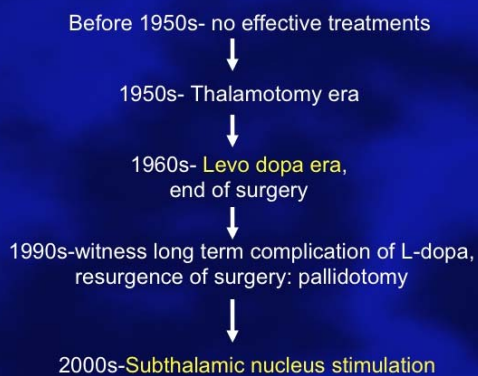 Before 1950s- no effective treatments
1950s- Thalamotomy era
1960s- Levo dopa era,
end of surgery
1990s-witness long term complication of L-dopa,
resurgence of surgery: pallidotomy
2000s-Subthalamic nucleus stimulation